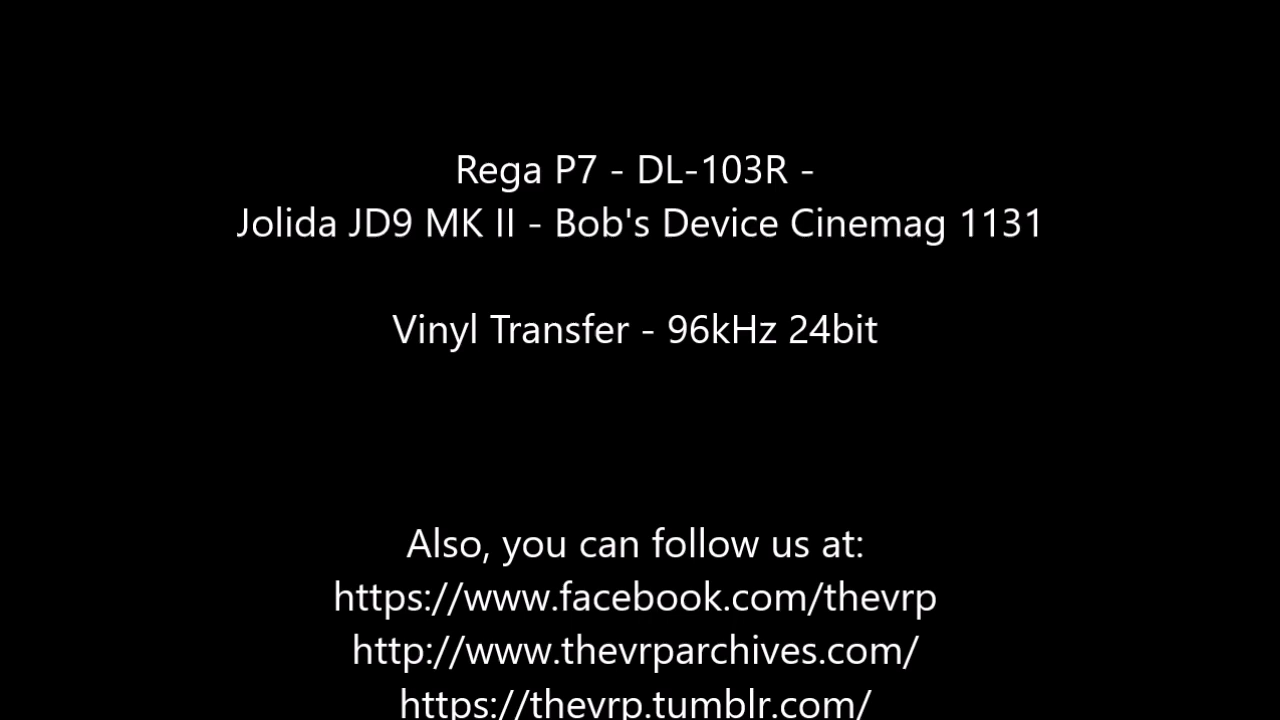 Rega P7 - DL-103R -
Jolida JD9 MK II - Bob's Device Cinemag 1131
Vinyl Transfer - 96kHz 24bit
Also, you can follow us at:
https://www.facebook.com/thevrp
http://www.thevrparchives.com/
https://thevrp.tumblr.com/